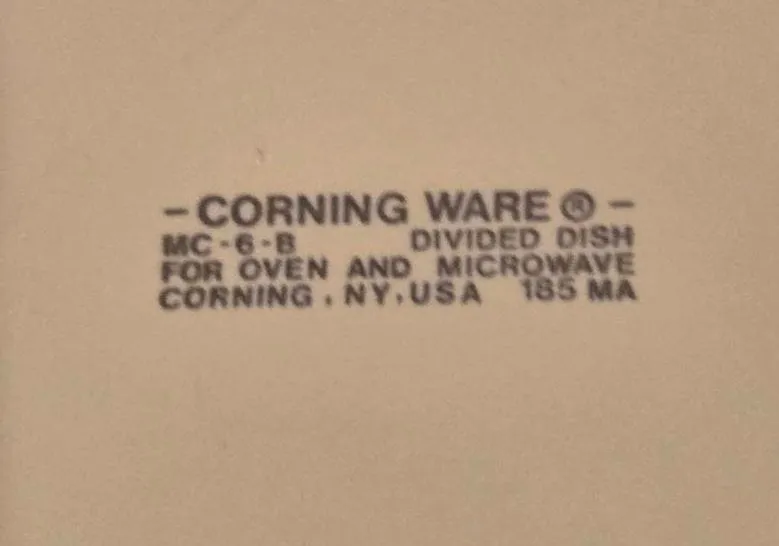 - CORNING WARE ® -
MC-6-B DIVIDED DISH
FOR OVEN AND MICROWAVE
CORNING, NY, USA 185 MA